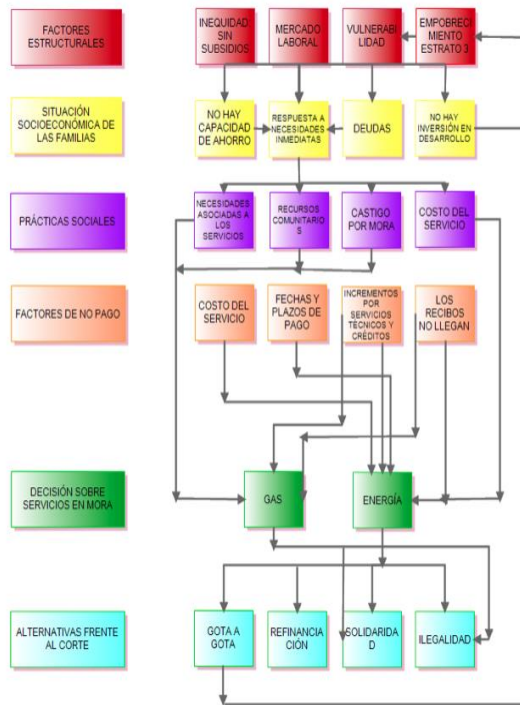 FACTORES
ESTRUCTURALES
INEQUIDAD
SIN
SUBSIDIOS
MERCADO
LABORAL
VULNERABI
LIDAD
EMPOBRECI
MIENTO
ESTRATO 3
SITUACIÓN
SOCIOECONÓMICA DE
LAS FAMILIAS
NO HAY
CAPACIDAD
DE AHORRO
RESPUESTA A
NECESIDADES
INMEDIATAS
DEUDAS
NO HAY
INVERSIÓN EN
DESARROLLO
PRÁCTICAS SOCIALES
NECESIDADES
ASOCIADAS A
LOS
SERVICIOS
RECURSOS
COMUNITARIO
S
CASTIGO
POR MORA
COSTO DEL
SERVICIO
FACTORES DE NO PAGO
COSTO DEL
SERVICIO
FECHAS Y
PLAZOS DE
PAGO
INCREMENTOS
POR
SERVICIOS
TÉCNICOS Y
CRÉDITOS
LOS
RECIBOS
NO LLEGAN
DECISIÓN SOBRE
SERVICIOS EN MORA
GAS
ENERGÍA
ALTERNATIVAS FRENTE
AL CORTE
GOTA A
GOTA
REFINANCIA
CIÓN
SOLIDARIDA
D
ILEGALIDAD